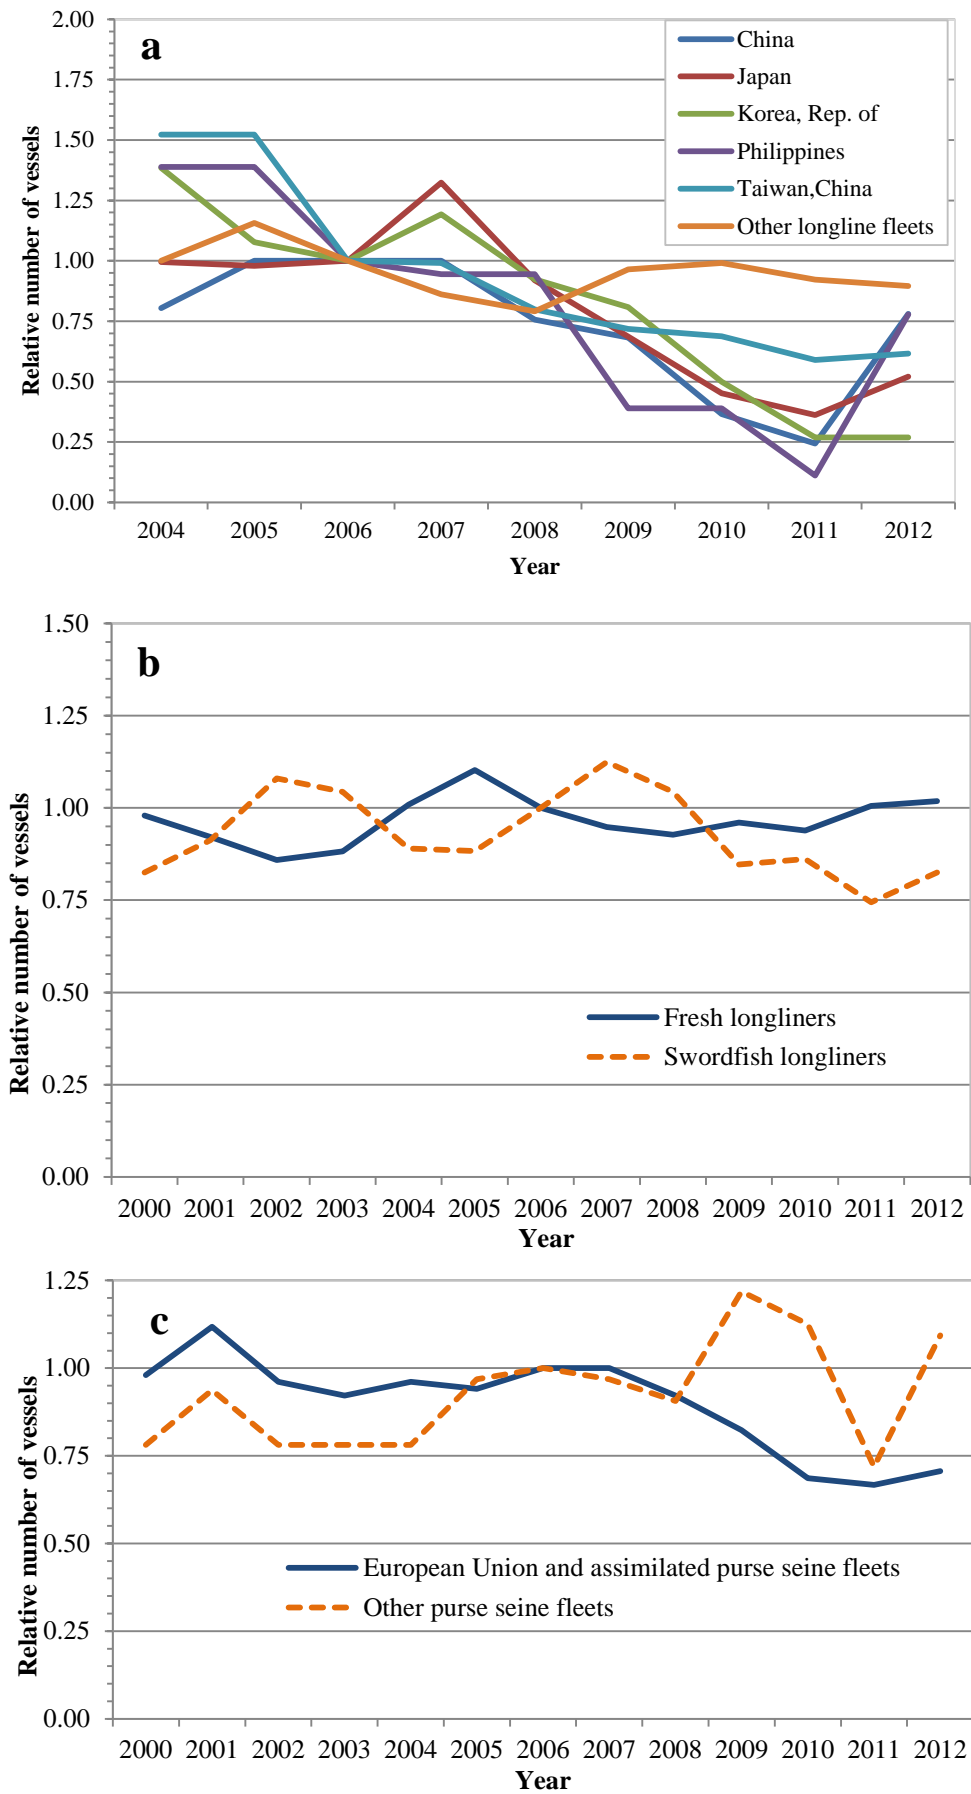 a
2.00
1.75
1.50
1.25
1.00
0.75
0.50
0.25
0.00
Relative number of vessels
China
Japan
Korea, Rep. of
Philippines
Taiwan,China
Other longline fleets
2004 2005 2006 2007 2008 2009 2010 2011 2012
Year
b
1.50
1.25
1.00
0.75
0.50
0.25
0.00
Relative number of vessels
Fresh longliners
Swordfish longliners
2000 2001 2002 2003 2004 2005 2006 2007 2008 2009 2010 2011 2012
Year
c
1.25
1.00
0.75
0.50
0.25
0.00
Relative number of vessels
European Union and assimilated purse seine fleets
Other purse seine fleets
2000 2001 2002 2003 2004 2005 2006 2007 2008 2009 2010 2011 2012
Year